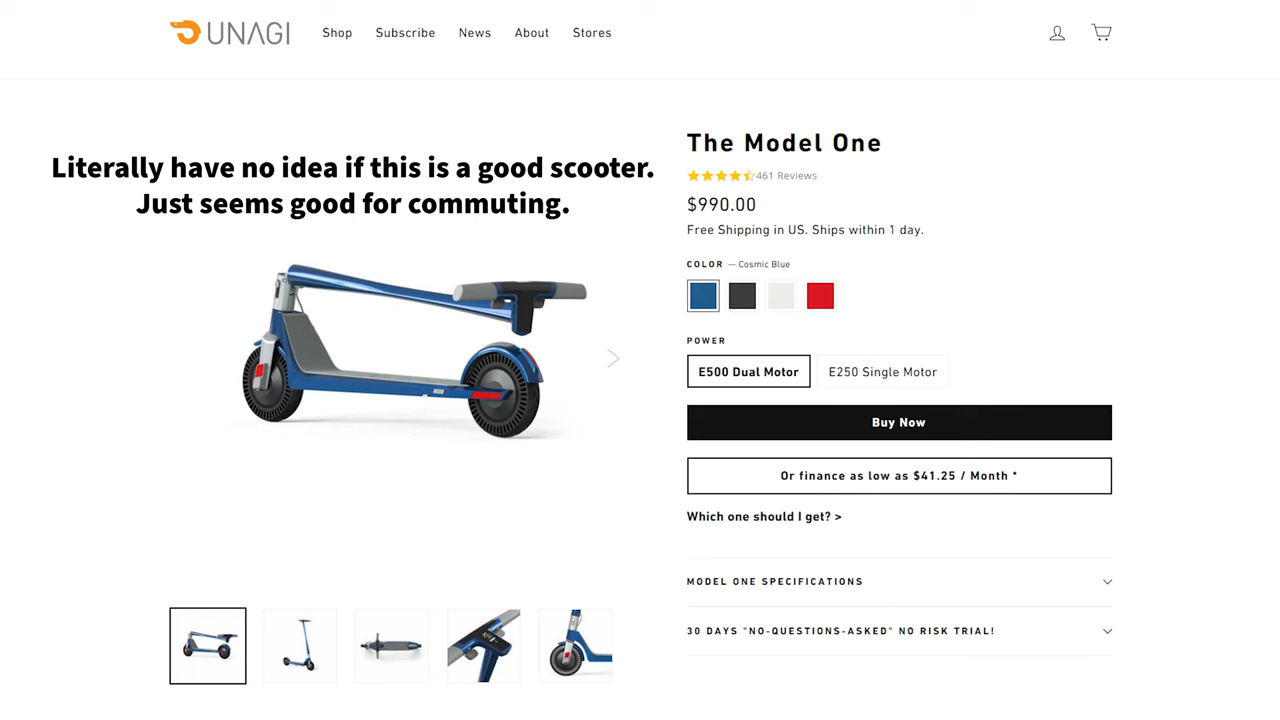 UNAGI
Shop Subscribe News About Stores
Literally have no idea if this is a good scooter.
Just seems good for commuting.
The Model One
461 Reviews
$990.00
Free Shipping in US. Ships within 1 day.
COLOR — Cosmic Blue
POWER
E500 Dual Motor E250 Single Motor
Buy Now
Or finance as low as $41.25 / Month *
Which one should I get? >
MODEL ONE SPECIFICATIONS
30 DAYS "NO-QUESTIONS-ASKED" NO RISK TRIAL!